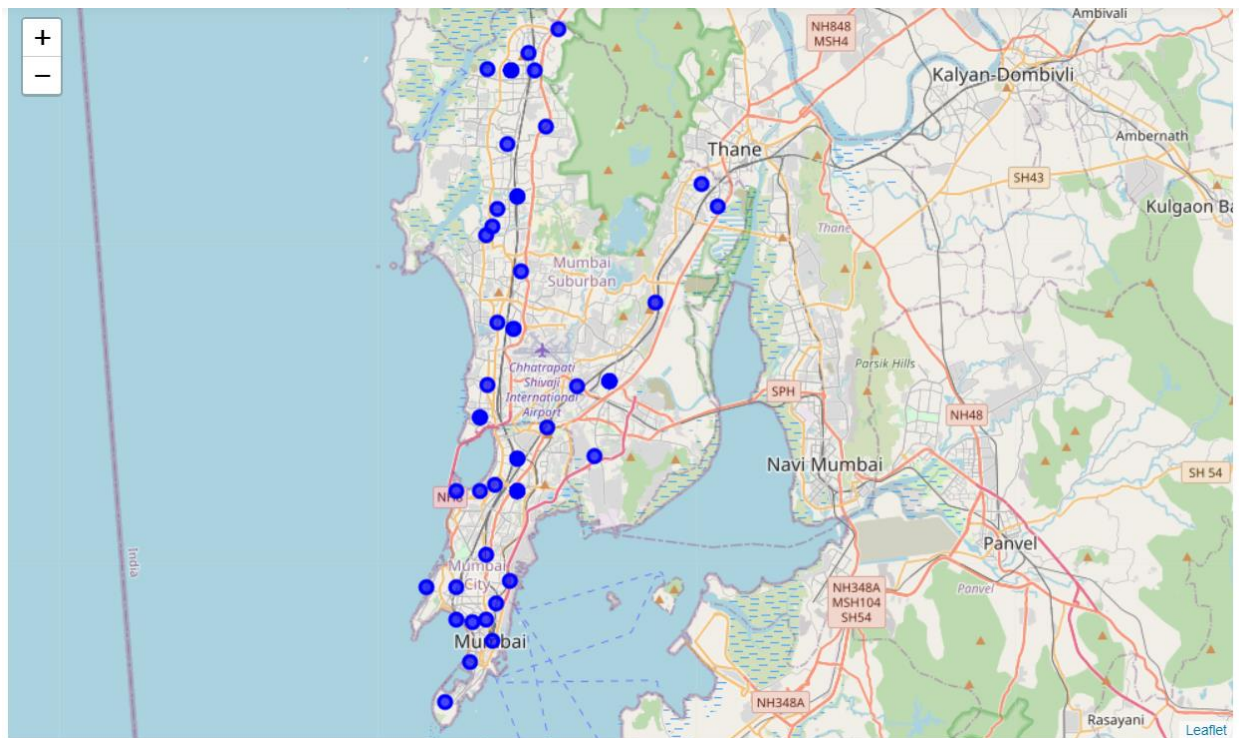 +
−
NH848
MSH4
Ambivali
Kalyan-Dombivli
Ambernath
Thane
SH43
Kulgaon Ba
Thane
Mumbai
Suburban
Chhatrapati
Shivaji
International
Airport
Parsik Hills
SPH
NH48
Navi Mumbai
SH 54
Panvel
India
Mumbai
City
NH348A
MSH104
SH54
Panvel
Mumbai
NH348A
Rasayani
Leaflet